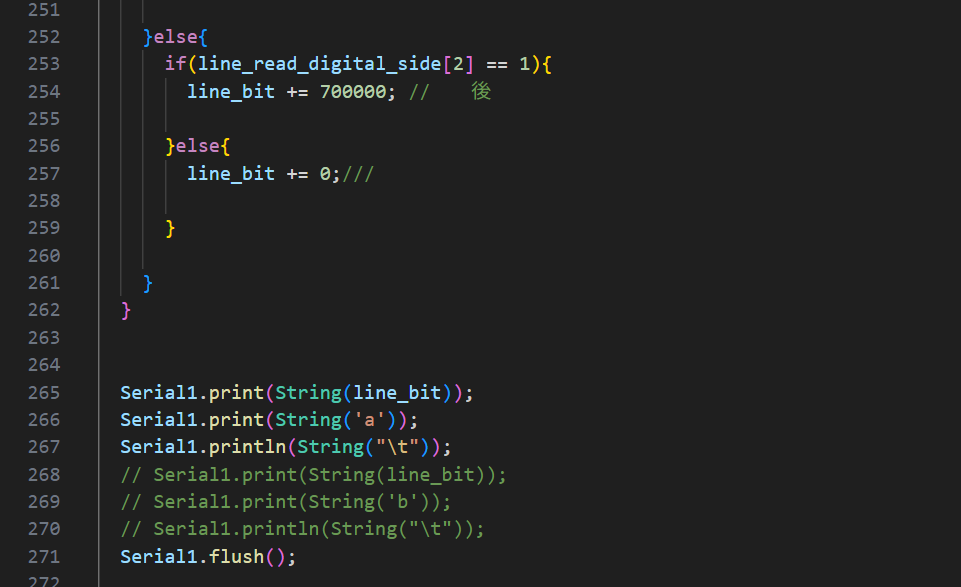 251
252 }else{
253 if(line_read_digital_side[2] == 1){
254 line_bit += 700000; // 後
255
256 }else{
257 line_bit += 0;///
258
259 }
260
261 }
262 }
263
264
265 Serial1.print(String(line_bit));
266 Serial1.print(String('a'));
267 Serial1.println(String("\t"));
268 // Serial1.print(String(line_bit));
269 // Serial1.print(String('b'));
270 // Serial1.println(String("\t"));
271 Serial1.flush();
272